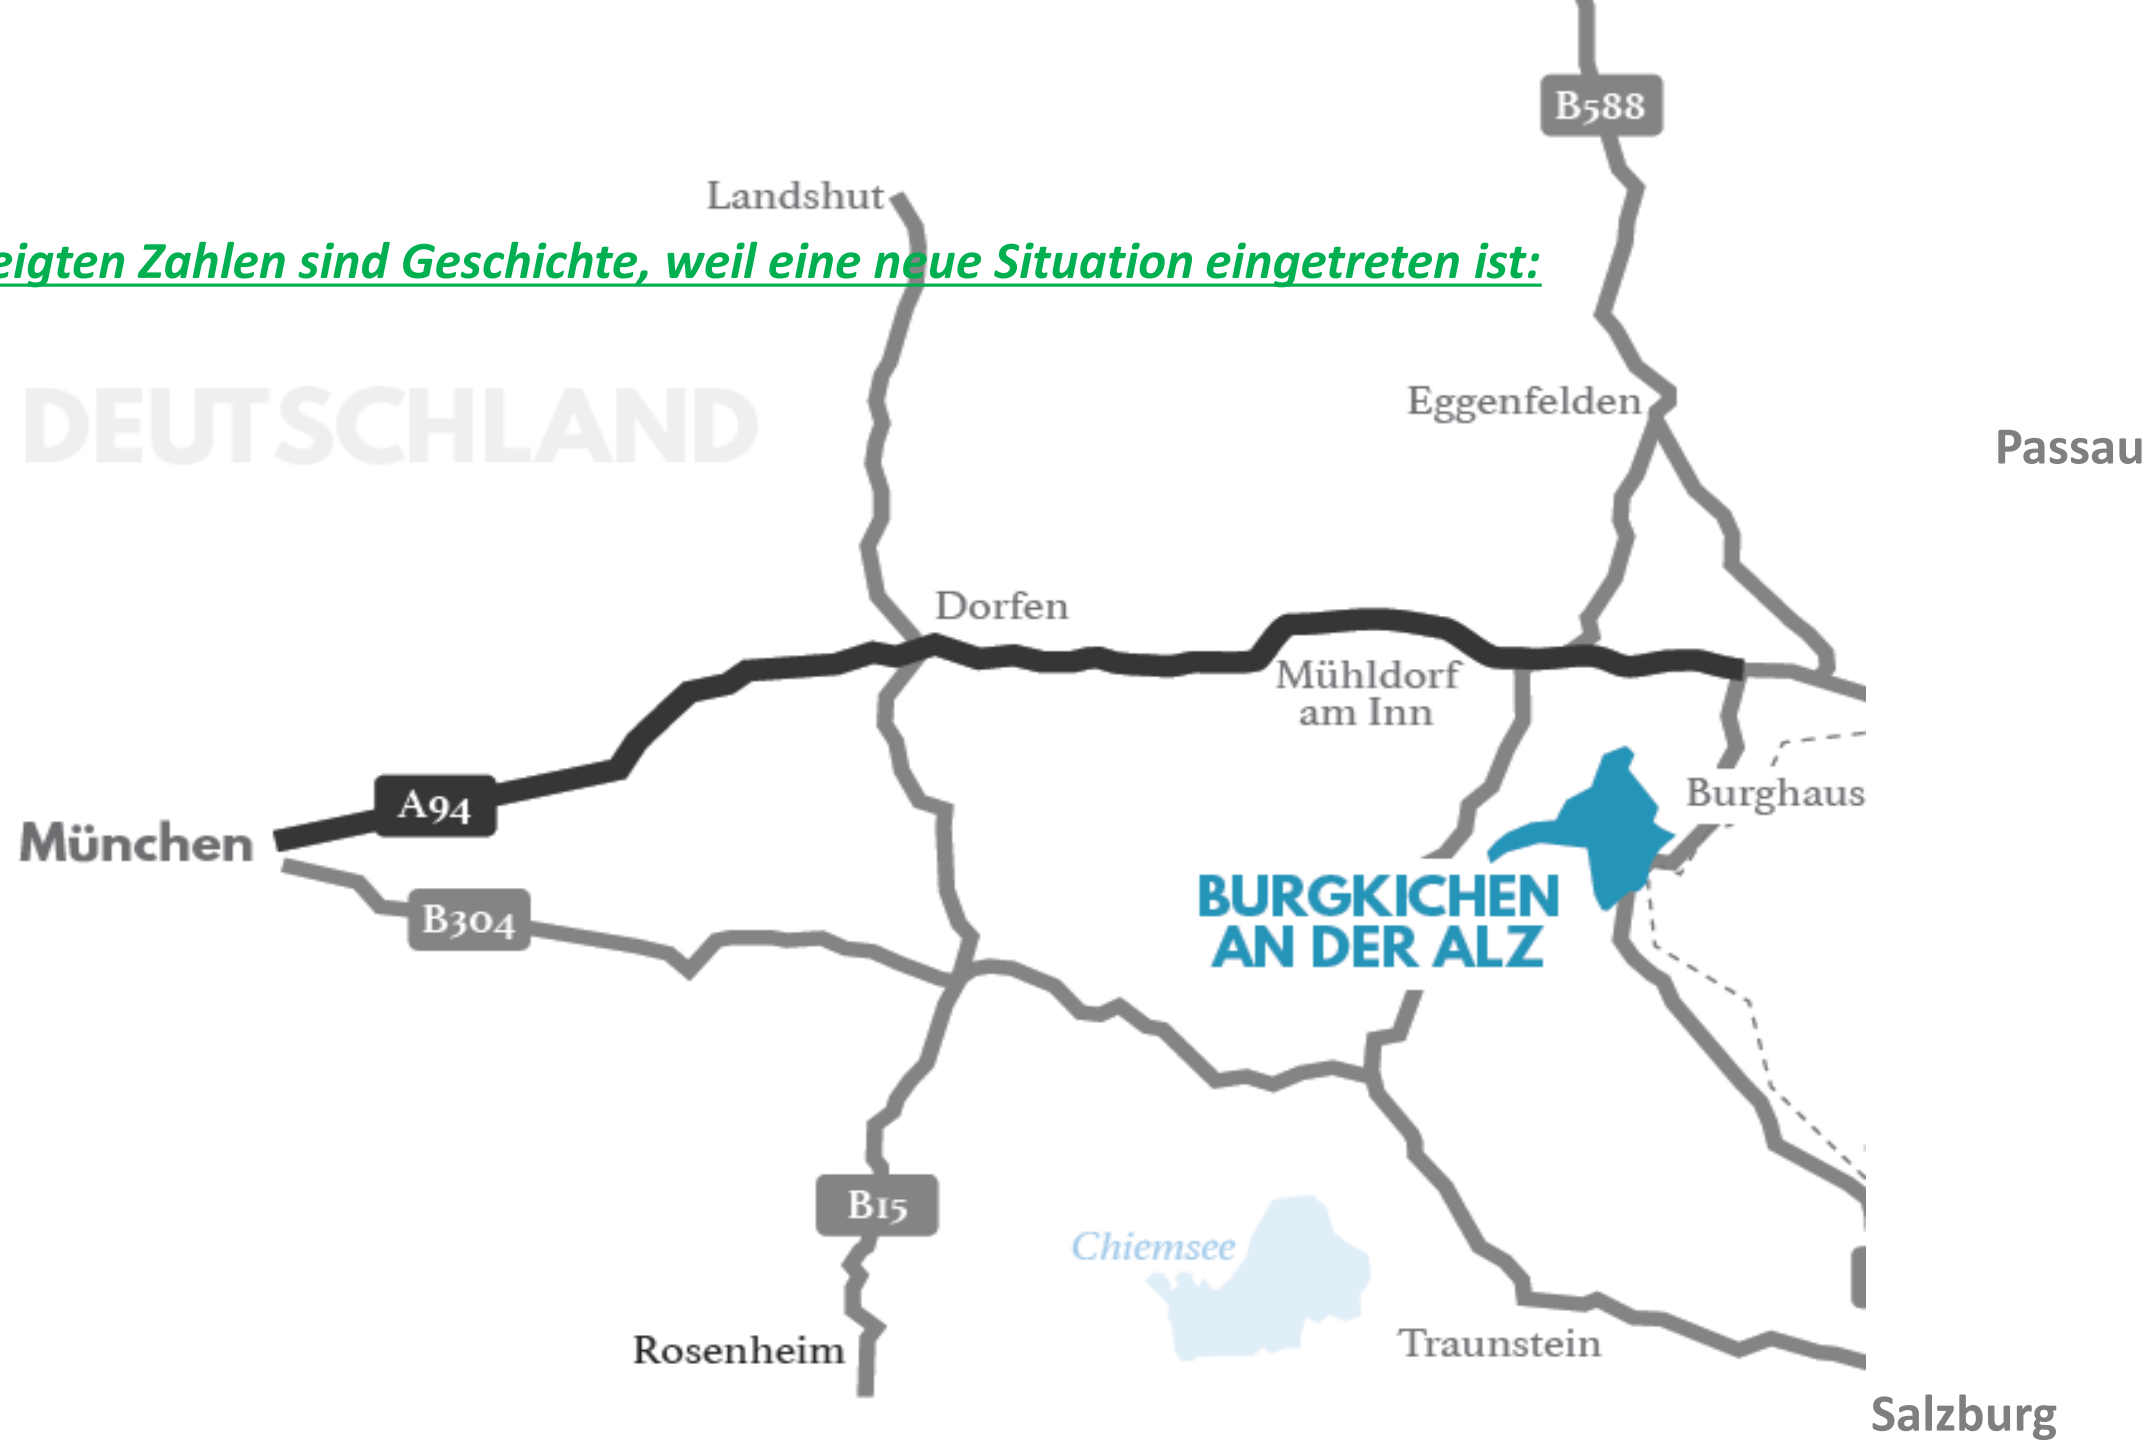 B588
Landshut
eigten Zahlen sind Geschichte, weil eine neue Situation eingetreten ist:
DEUTSCHLAND
Eggenfelden
Passau
Dorfen
Mühldorf
am Inn
A94
Burghaus
München
BURGKICHEN
AN DER ALZ
B304
B15
Chiemsee
Rosenheim
Traunstein
Salzburg